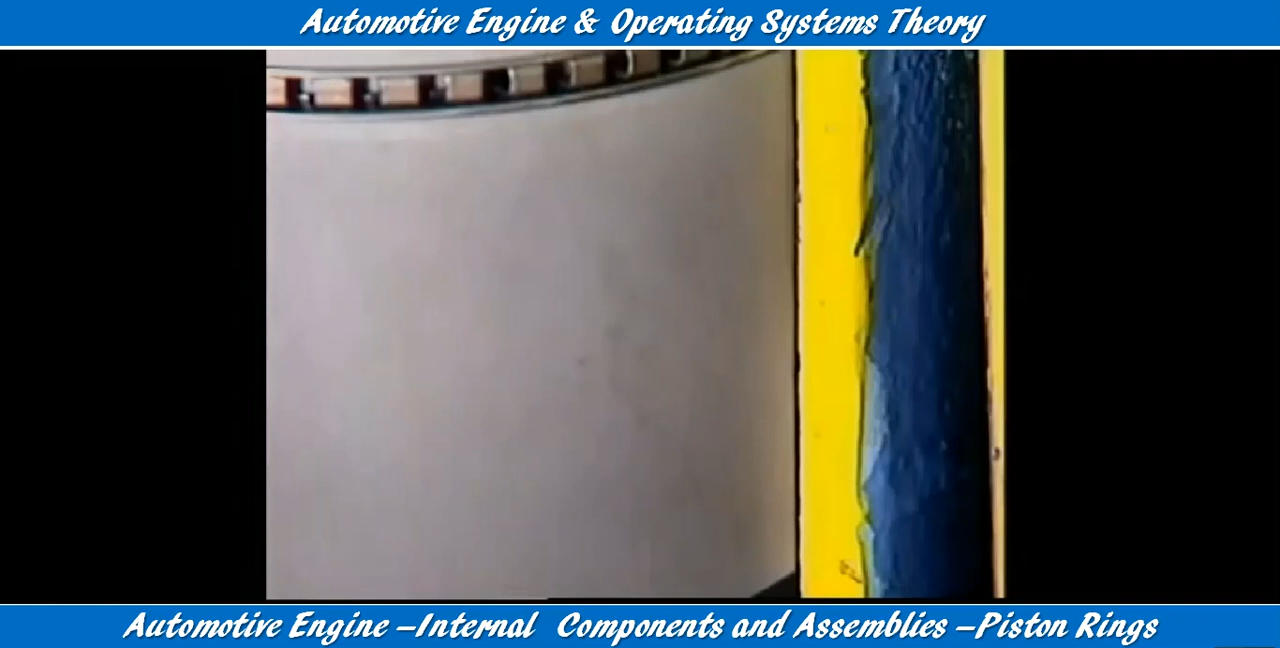 Automotive Engine & Operating Systems Theory
Automotive Engine –Internal Components and Assemblies –Piston Rings